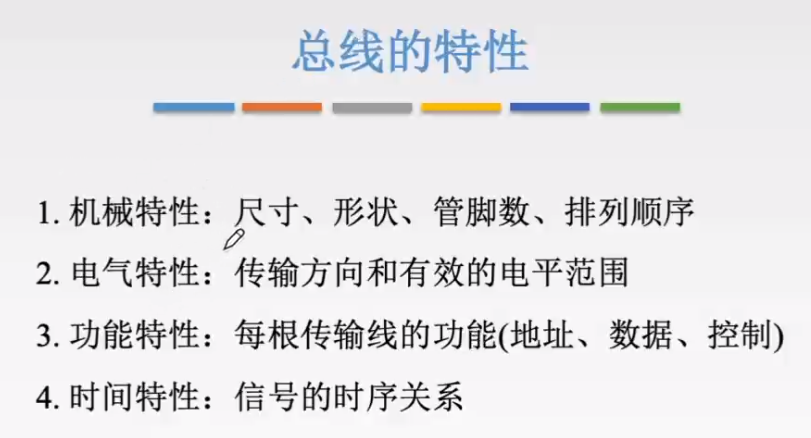 总线的特性
1. 机械特性：尺寸、形状、管脚数、排列顺序
2. 电气特性：传输方向和有效的电平范围
3. 功能特性：每根传输线的功能(地址、数据、控制)
4. 时间特性：信号的时序关系